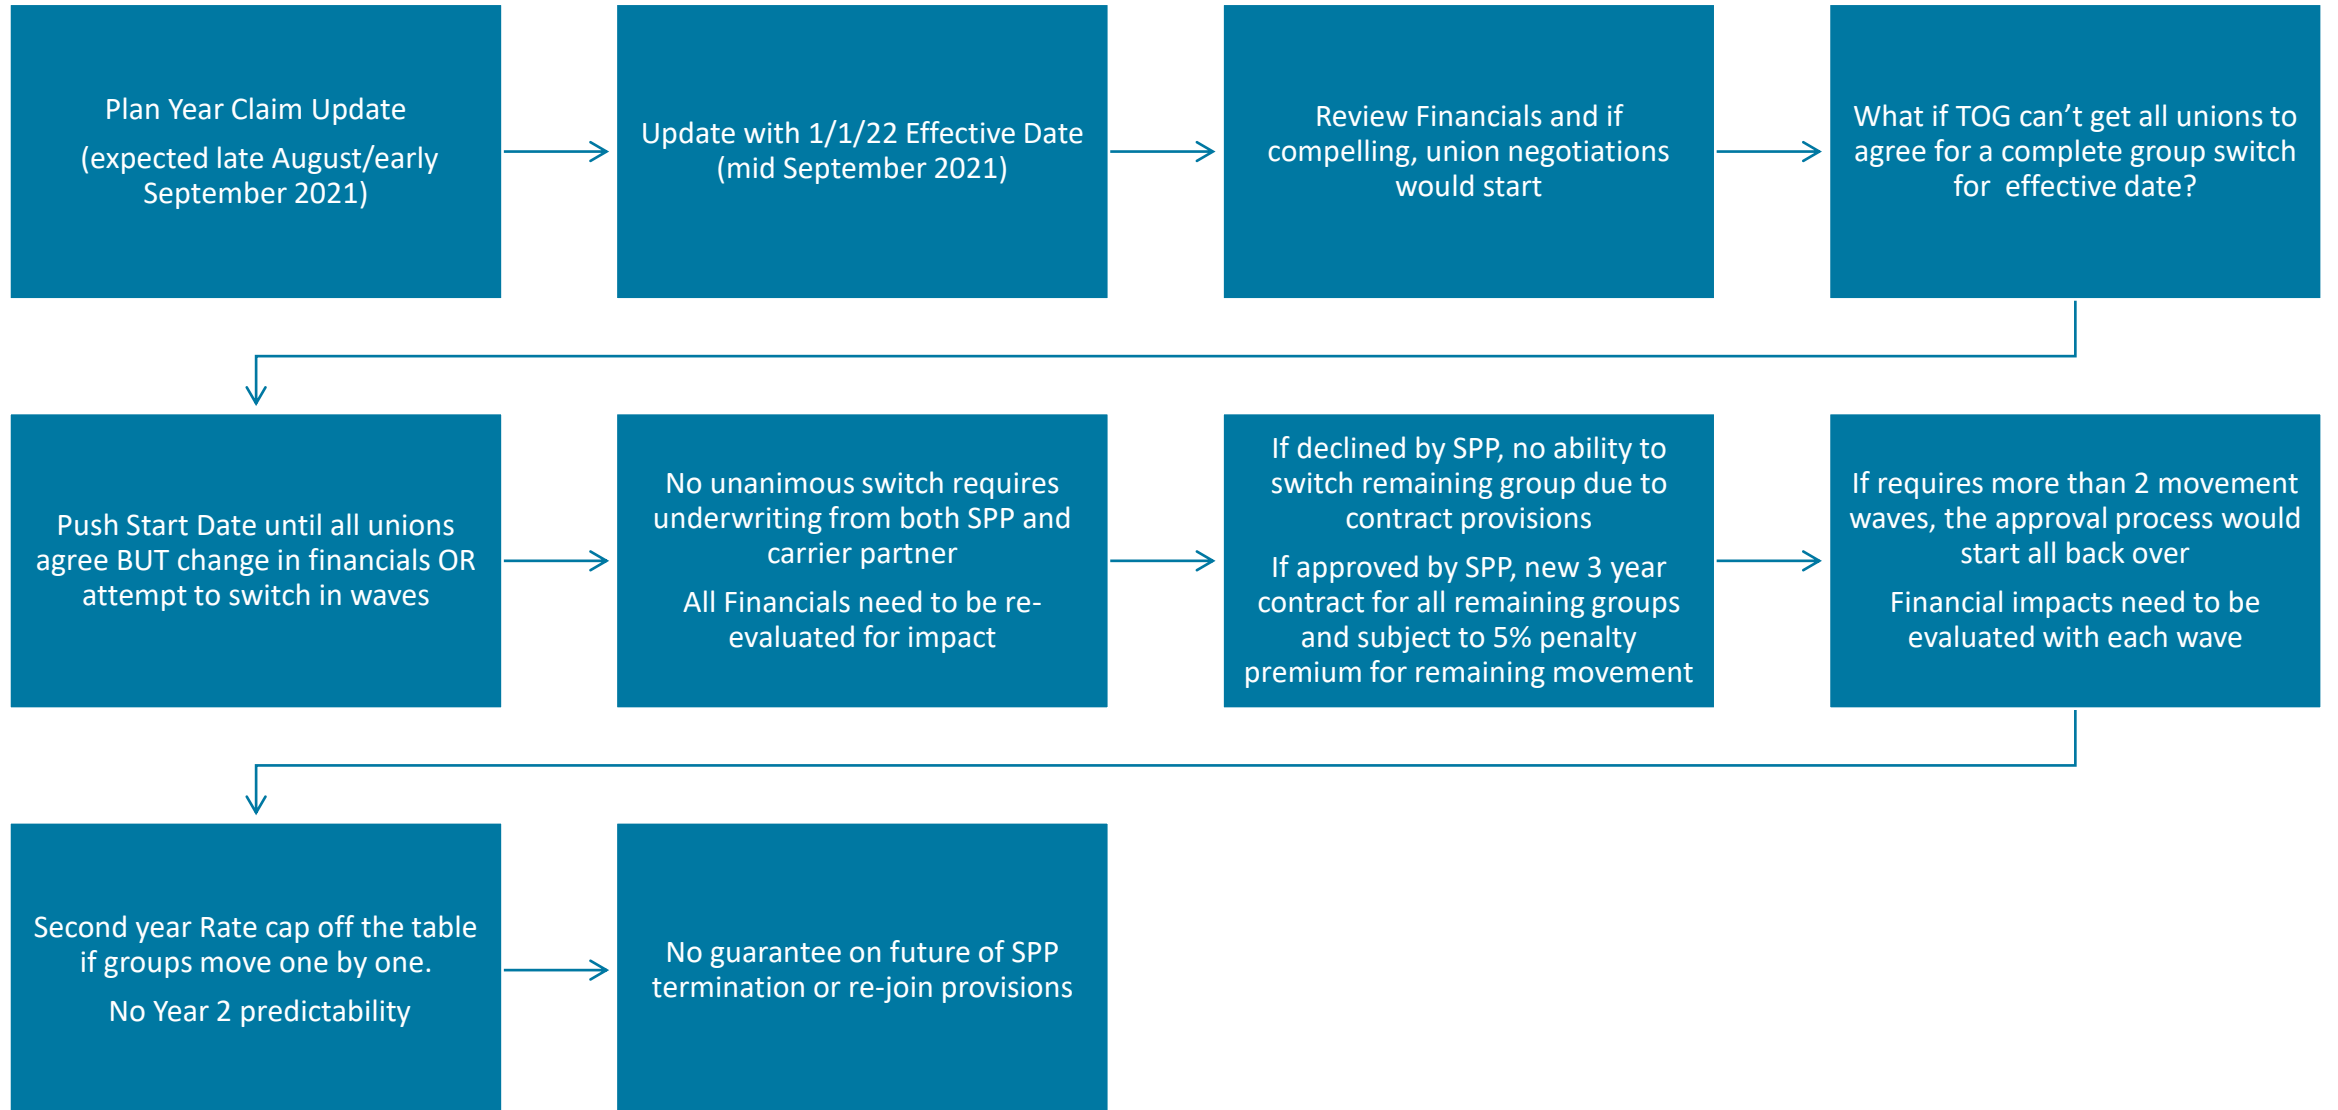 Plan Year Claim Update
(expected late August/early
September 2021)
Update with 1/1/22 Effective Date
(mid September 2021)
Review Financials and if
compelling, union negotiations
would start
What if TOG can’t get all unions to
agree for a complete group switch
for  effective date?
Push Start Date until all unions
agree BUT change in financials OR
attempt to switch in waves
No unanimous switch requires
underwriting from both SPP and
carrier partner
All Financials need to be re-
evaluated for impact
If declined by SPP, no ability to
switch remaining group due to
contract provisions
If approved by SPP, new 3 year
contract for all remaining groups
and subject to 5% penalty
premium for remaining movement
If requires more than 2 movement
waves, the approval process would
start all back over
Financial impacts need to be
evaluated with each wave
Second year Rate cap off the table
if groups move one by one.
No Year 2 predictability
No guarantee on future of SPP
termination or re-join provisions